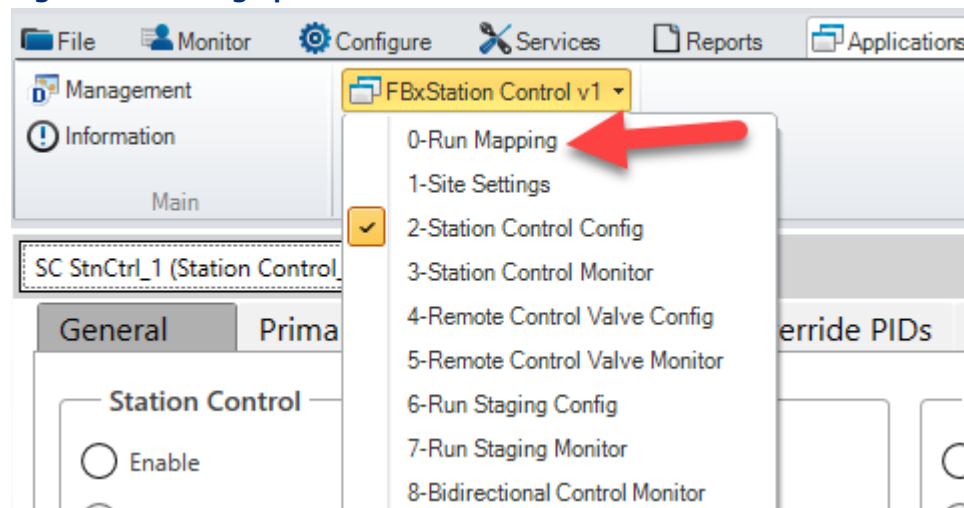 File Monitor Configure Services Reports Applications
Management FBxStation Control v1
Information
Main
0-Run Mapping
1-Site Settings
2-Station Control Config
3-Station Control Monitor
4-Remote Control Valve Config
5-Remote Control Valve Monitor
6-Run Staging Config
7-Run Staging Monitor
8-Bidirectional Control Monitor
SC StnCtrl_1 (Station Control_
General Prima erride PIDs
Station Control
Enable